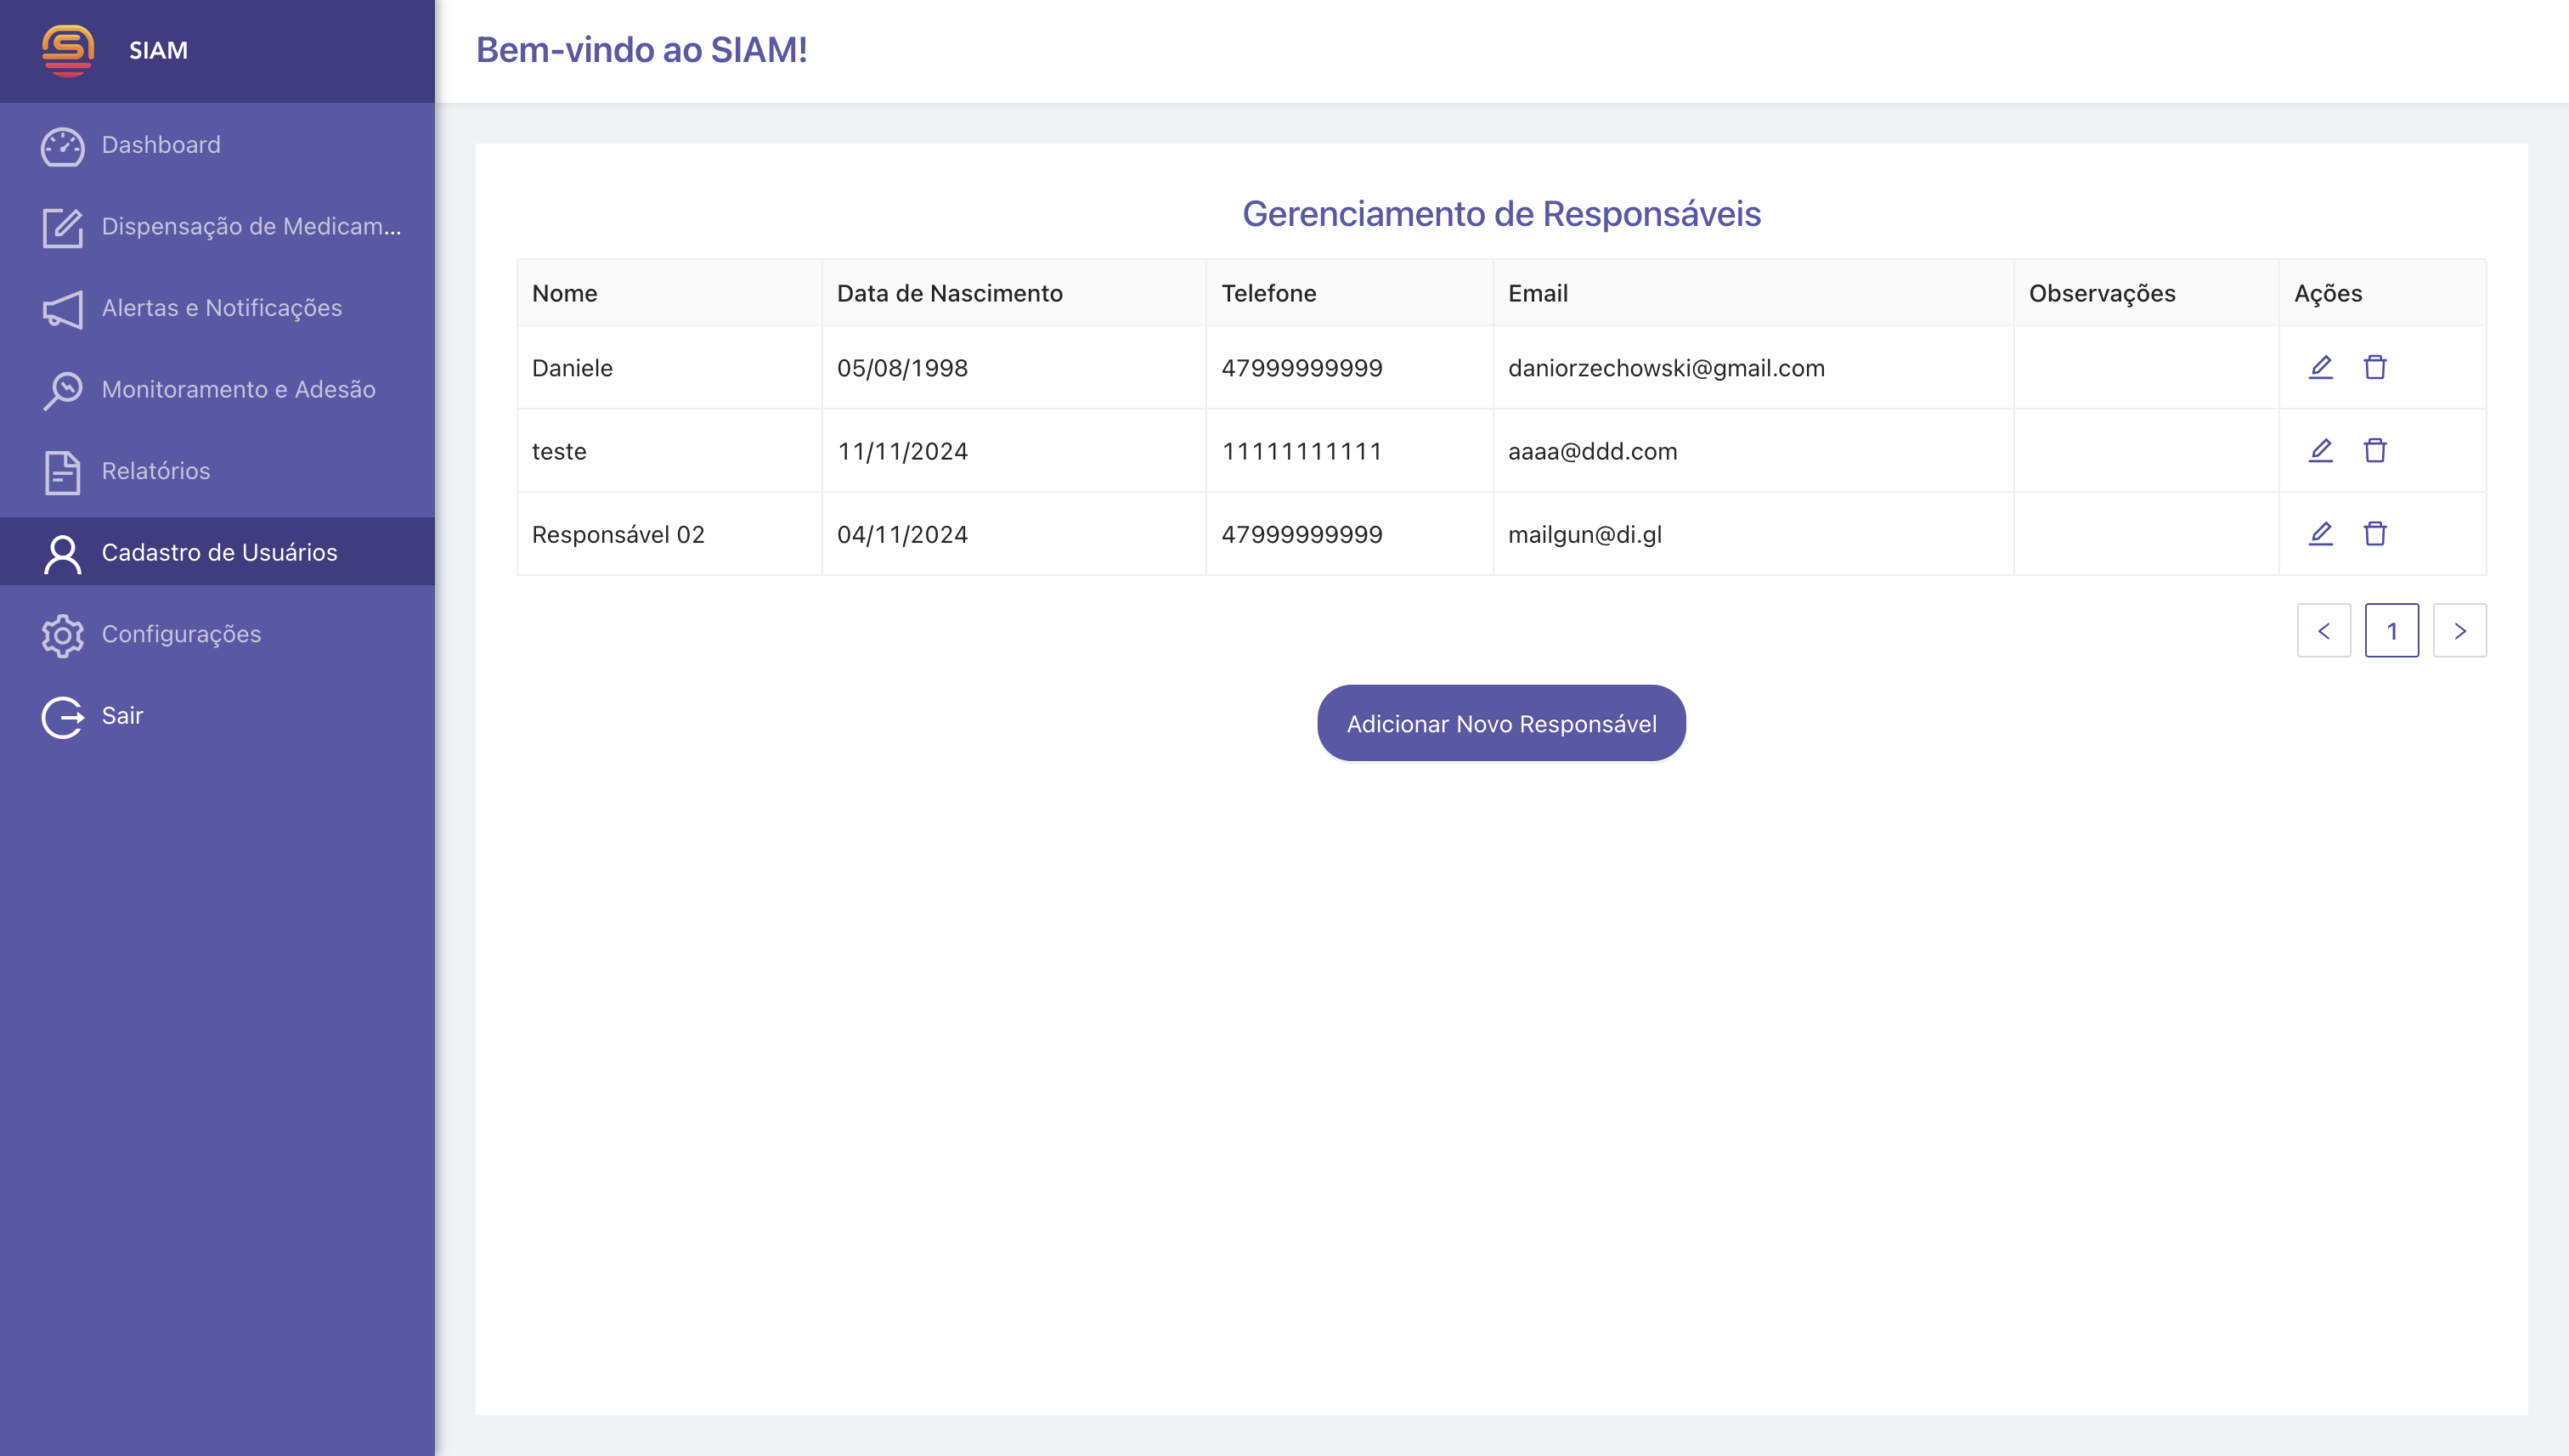 SIAM
Bem-vindo ao SIAM!
Dashboard
Dispensação de Medicam...
Alertas e Notificações
Monitoramento e Adesão
Relatórios
Cadastro de Usuários
Configurações
Sair
Gerenciamento de Responsáveis
Nome Data de Nascimento Telefone Email Observações Ações
Daniele 05/08/1998 47999999999 daniorzechowski@gmail.com
teste 11/11/2024 11111111111 aaaa@ddd.com
Responsável 02 04/11/2024 47999999999 mailgun@di.gl
1
Adicionar Novo Responsável